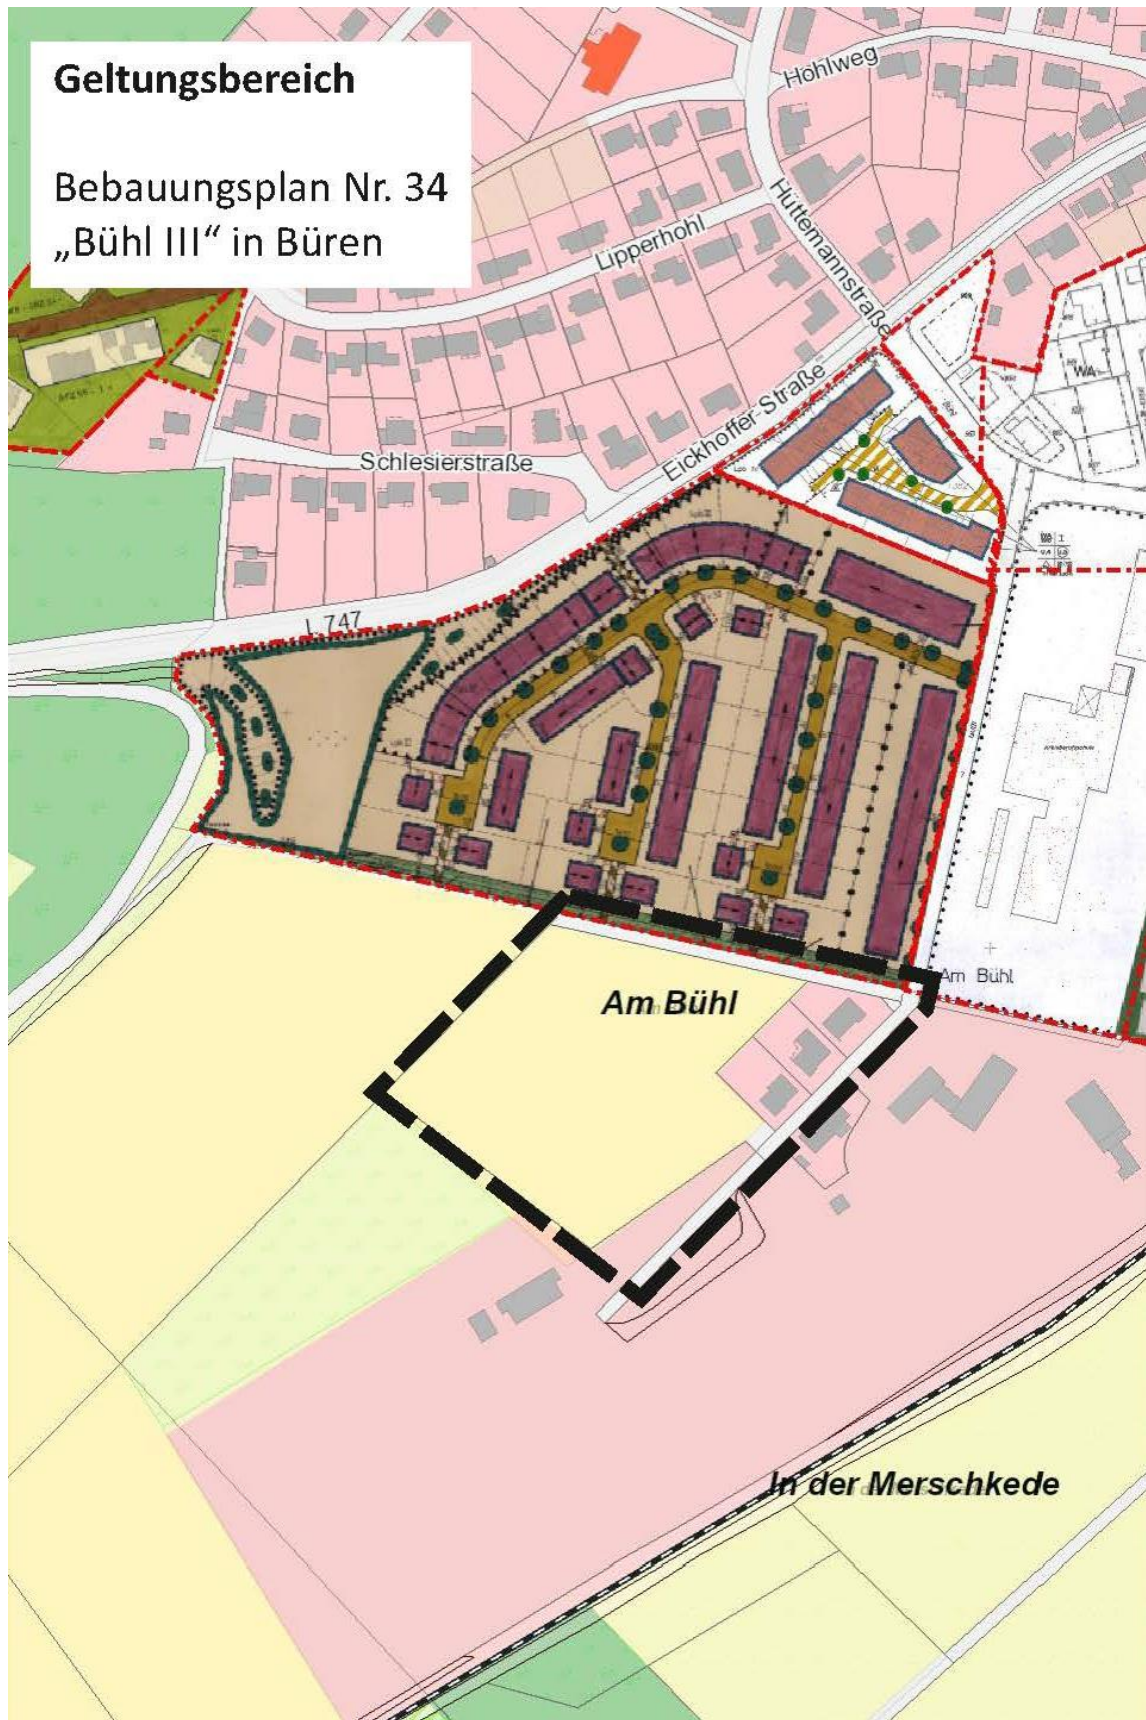 Geltungsbereich
Bebauungsplan Nr. 34
„Bühl III“ in Büren
Hohlweg
Hüttemannstraße
Lipperhohl
Eickhoffer Straße
Schlesierstraße
WA
L 747
Am Bühl
Am Bühl
In der Merschkede